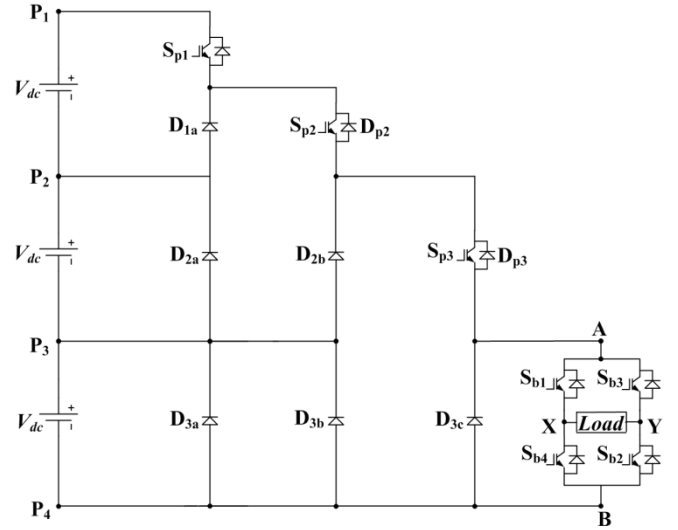 P1
Sp1
+
Vdc
-
D1a
Sp2
Dp2
P2
+
Vdc
-
D2a
D2b
Sp3
Dp3
P3
A
+
Vdc
-
Sb1
Sb3
D3a
D3b
D3c
X
Load
Y
Sb4
Sb2
P4
B